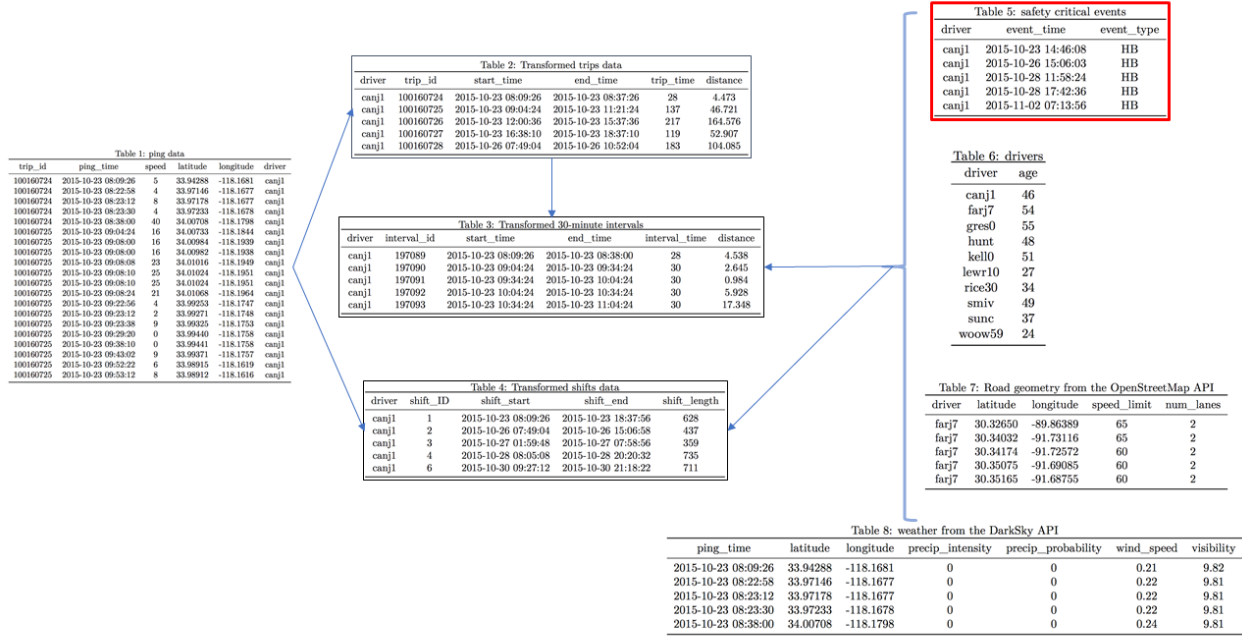 Table 1: ping data
trip_id ping_time speed latitude longitude driver
100160724 2015-10-23 08:09:26 5 33.94288 -118.1681 canj1
100160724 2015-10-23 08:22:58 4 33.97146 -118.1677 canj1
100160724 2015-10-23 08:23:12 8 33.97178 -118.1677 canj1
100160724 2015-10-23 08:23:30 4 33.97233 -118.1678 canj1
100160724 2015-10-23 08:38:00 40 34.00708 -118.1798 canj1
100160725 2015-10-23 09:04:24 16 34.00733 -118.1844 canj1
100160725 2015-10-23 09:08:00 16 34.00984 -118.1939 canj1
100160725 2015-10-23 09:08:00 16 34.00982 -118.1938 canj1
100160725 2015-10-23 09:08:08 23 34.01016 -118.1949 canj1
100160725 2015-10-23 09:08:10 25 34.01024 -118.1951 canj1
100160725 2015-10-23 09:08:10 25 34.01024 -118.1951 canj1
100160725 2015-10-23 09:08:24 21 34.01068 -118.1964 canj1
100160725 2015-10-23 09:22:56 4 33.99253 -118.1747 canj1
100160725 2015-10-23 09:23:12 2 33.99271 -118.1748 canj1
100160725 2015-10-23 09:23:38 9 33.99325 -118.1753 canj1
100160725 2015-10-23 09:29:20 0 33.99440 -118.1758 canj1
100160725 2015-10-23 09:38:10 0 33.99441 -118.1758 canj1
100160725 2015-10-23 09:43:02 9 33.99371 -118.1757 canj1
100160725 2015-10-23 09:52:22 6 33.98915 -118.1619 canj1
100160725 2015-10-23 09:53:12 8 33.98912 -118.1616 canj1
Table 2: Transformed trips data
driver trip_id start_time end_time trip_time distance
canj1 100160724 2015-10-23 08:09:26 2015-10-23 08:37:26 28 4.473
canj1 100160725 2015-10-23 09:04:24 2015-10-23 11:21:24 137 46.721
canj1 100160726 2015-10-23 12:00:36 2015-10-23 15:37:36 217 164.576
canj1 100160727 2015-10-23 16:38:10 2015-10-23 18:37:10 119 52.907
canj1 100160728 2015-10-26 07:49:04 2015-10-26 10:52:04 183 104.085
Table 3: Transformed 30-minute intervals
driver interval_id start_time end_time interval_time distance
canj1 197089 2015-10-23 08:09:26 2015-10-23 08:38:00 28 4.538
canj1 197090 2015-10-23 09:04:24 2015-10-23 09:34:24 30 2.645
canj1 197091 2015-10-23 09:34:24 2015-10-23 10:04:24 30 0.984
canj1 197092 2015-10-23 10:04:24 2015-10-23 10:34:24 30 5.928
canj1 197093 2015-10-23 10:34:24 2015-10-23 11:04:24 30 17.348
Table 4: Transformed shifts data
driver shift_ID shift_start shift_end shift_length
canj1 1 2015-10-23 08:09:26 2015-10-23 18:37:56 628
canj1 2 2015-10-26 07:49:04 2015-10-26 15:06:58 437
canj1 3 2015-10-27 01:59:48 2015-10-27 07:58:56 359
canj1 4 2015-10-28 08:05:08 2015-10-28 20:20:32 735
canj1 6 2015-10-30 09:27:12 2015-10-30 21:18:22 711
Table 5: safety critical events
driver event_time event_type
canj1 2015-10-23 14:46:08 HB
canj1 2015-10-26 15:06:03 HB
canj1 2015-10-28 11:58:24 HB
canj1 2015-10-28 17:42:36 HB
canj1 2015-11-02 07:13:56 HB
Table 6: drivers
driver age
canj1 46
farj7 54
gres0 55
hunt 48
kell0 51
lewr10 27
rice30 34
smiv 49
sunc 37
woow59 24
Table 7: Road geometry from the OpenStreetMap API
driver latitude longitude speed_limit num_lanes
farj7 30.32650 -89.86389 65 2
farj7 30.34032 -91.73116 65 2
farj7 30.34174 -91.72572 60 2
farj7 30.35075 -91.69085 60 2
farj7 30.35165 -91.68755 60 2
Table 8: weather from the DarkSky API
ping_time latitude longitude precip_intensity precip_probability wind_speed visibility
2015-10-23 08:09:26 33.94288 -118.1681 0 0 0.21 9.82
2015-10-23 08:22:58 33.97146 -118.1677 0 0 0.22 9.81
2015-10-23 08:23:12 33.97178 -118.1677 0 0 0.22 9.81
2015-10-23 08:23:30 33.97233 -118.1678 0 0 0.22 9.81
2015-10-23 08:38:00 34.00708 -118.1798 0 0 0.24 9.81